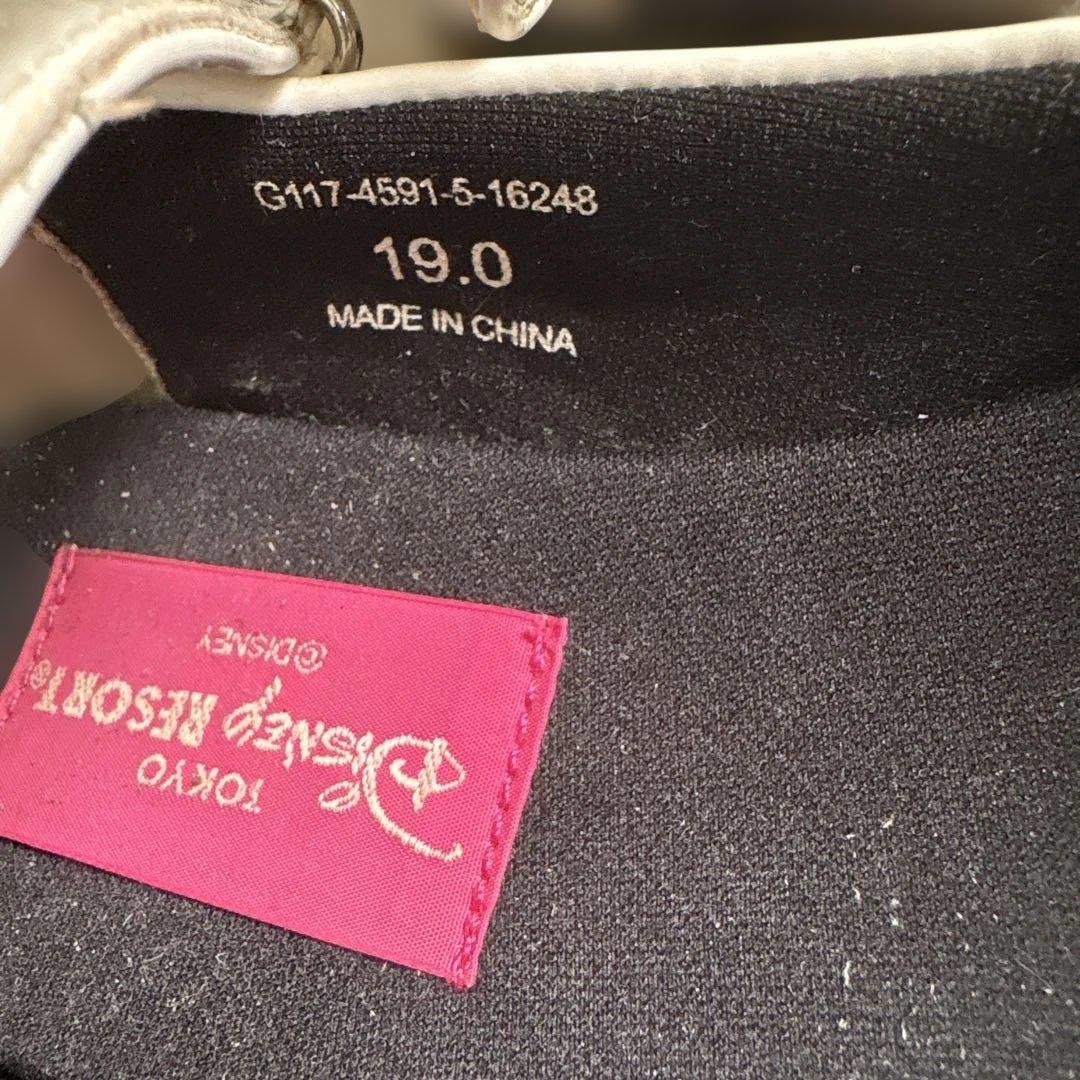 G117-4591-5-16248
19.0
MADE IN CHINA
TOKYO
Disney RESORT®
©DISNEY